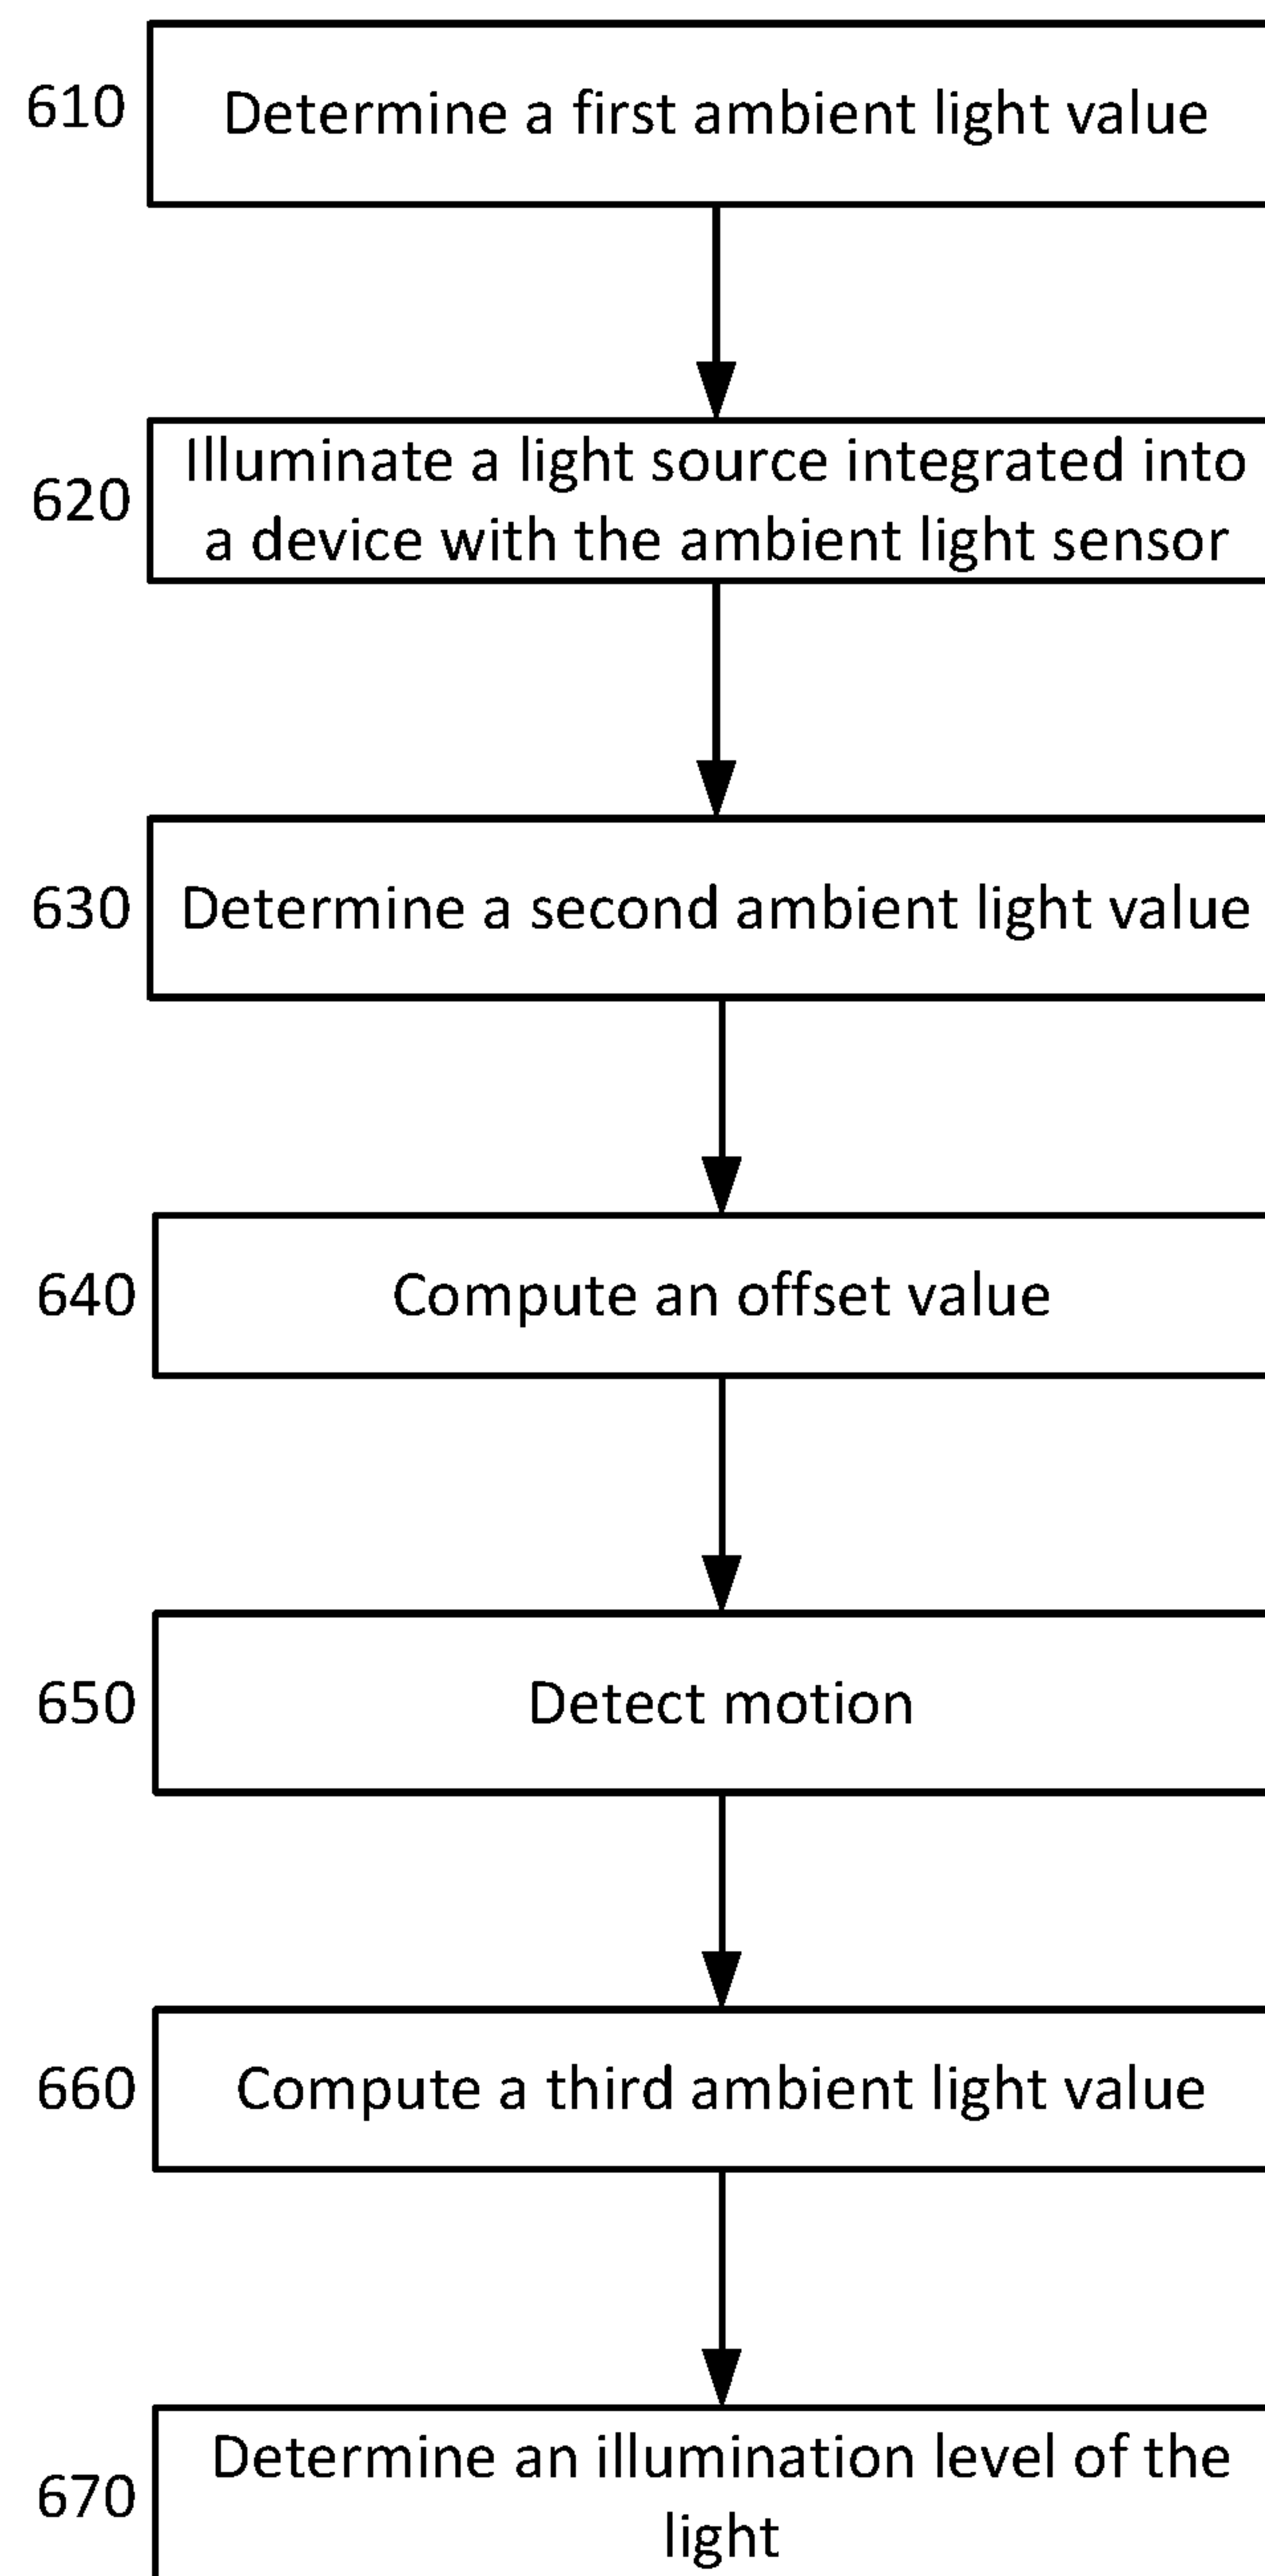 610
Determine a first ambient light value
620
Illuminate a light source integrated into
a device with the ambient light sensor
630
Determine a second ambient light value
640
Compute an offset value
650
Detect motion
660
Compute a third ambient light value
670
Determine an illumination level of the
light